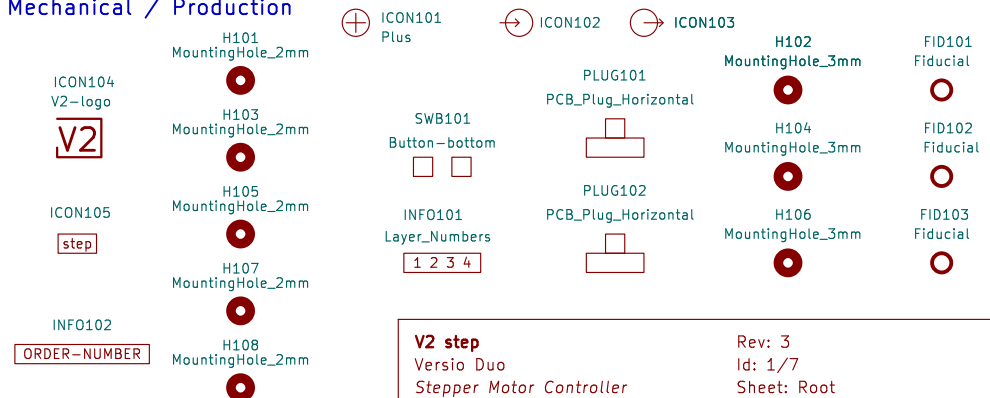 Mechanical / Production
ICON101
Plus
ICON102
ICON103
H101
MountingHole_2mm
H102
MountingHole_3mm
FID101
Fiducial
ICON104
V2-logo
V2
PLUG101
PCB_Plug_Horizontal
H103
MountingHole_2mm
SWB101
Button-bottom
H104
MountingHole_3mm
FID102
Fiducial
H105
MountingHole_2mm
PLUG102
PCB_Plug_Horizontal
ICON105
step
INFO101
Layer_Numbers
1 2 3 4
H106
MountingHole_3mm
FID103
Fiducial
H107
MountingHole_2mm
INFO102
ORDER-NUMBER
H108
MountingHole_2mm
V2 step
Rev: 3
Versio Duo
Id: 1/7
Stepper Motor Controller
Sheet: Root